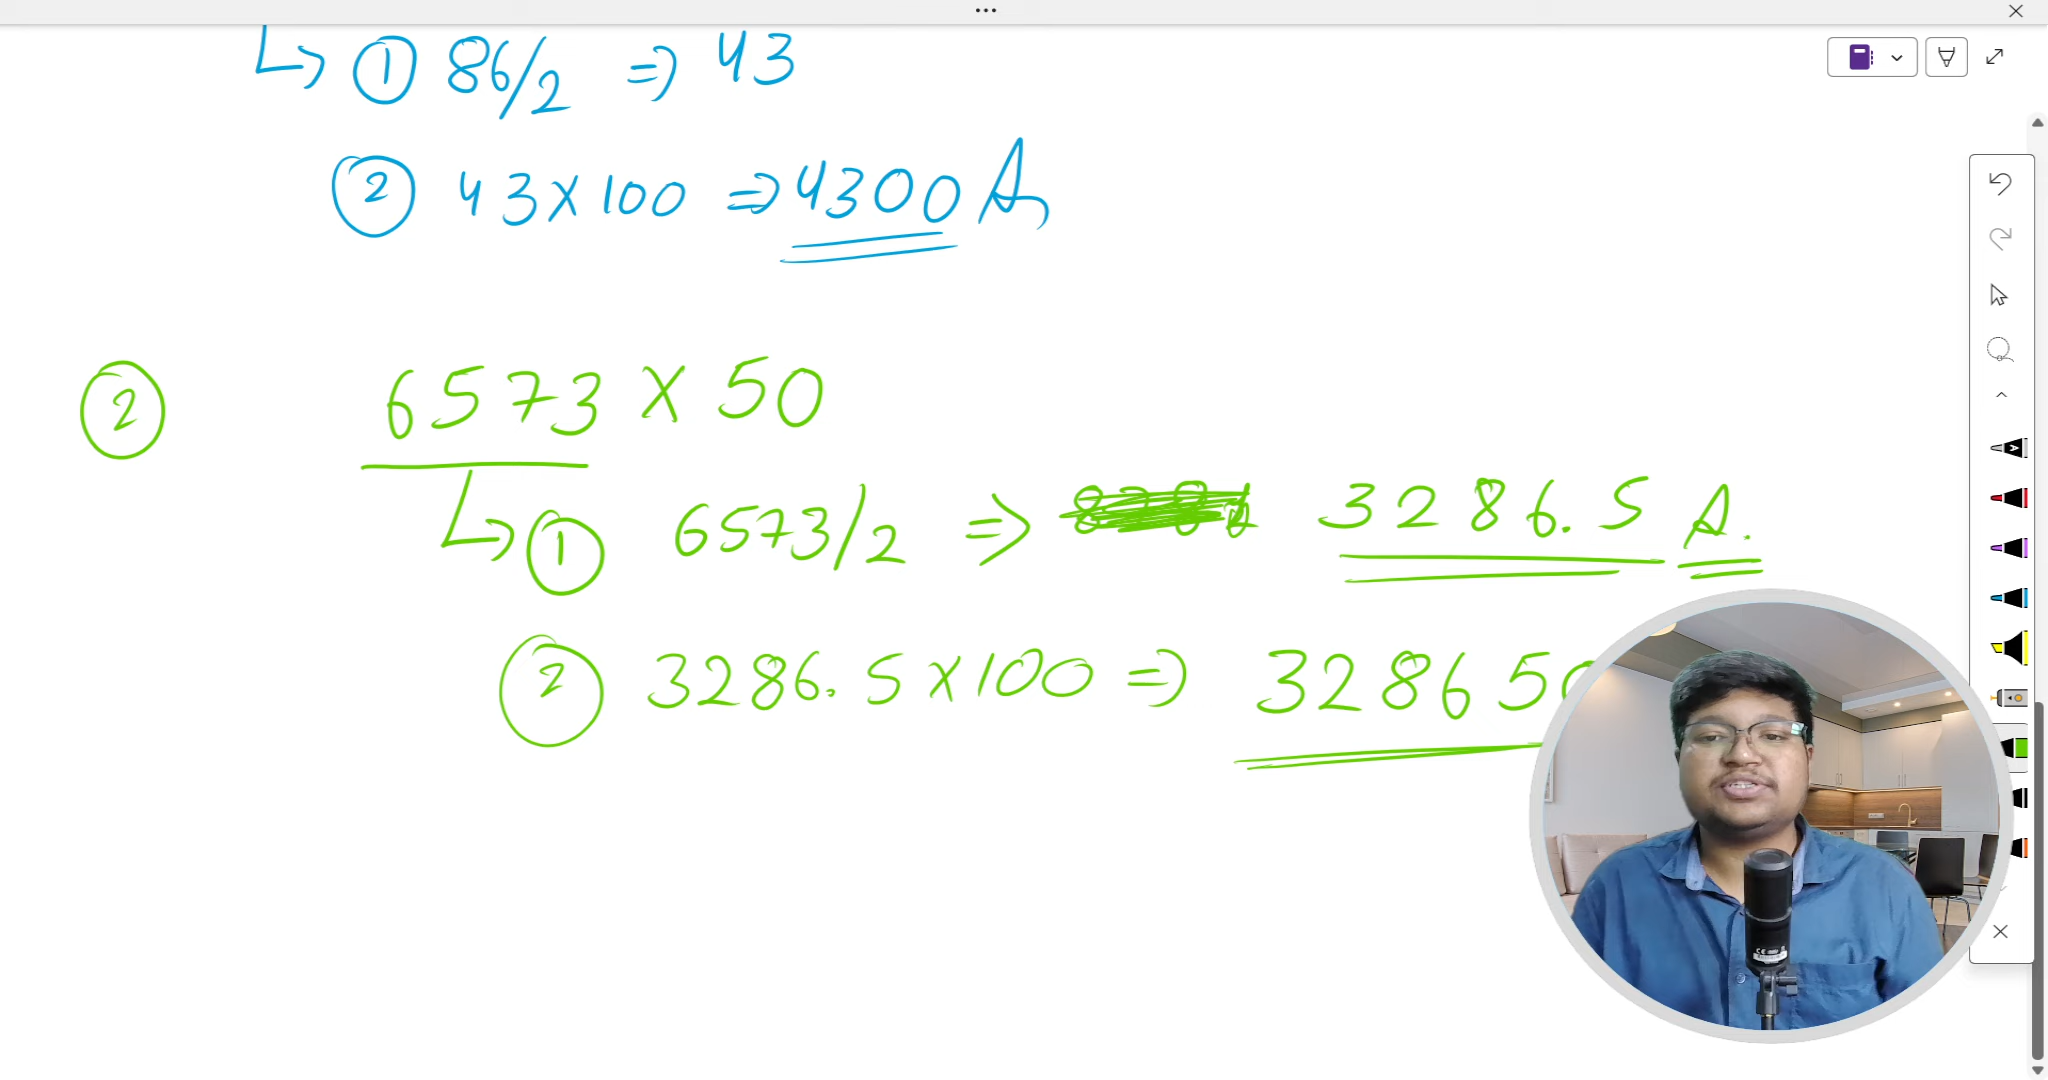 ↳ ① 86/2 ⇒ 43
② 43 x 100 ⇒ 4300 A
② 6573 x 50
↳ ① 6573/2 ⇒ 3286.5 A.
② 3286.5 x 100 ⇒ 32865